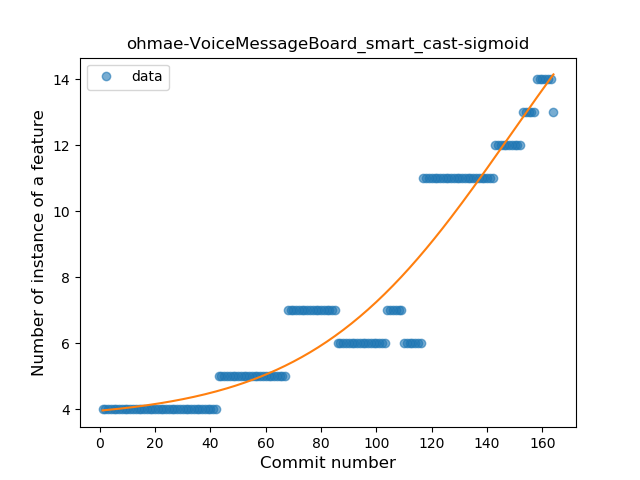 ohmae-VoiceMessageBoard_smart_cast-sigmoid
data
Number of instance of a feature
14
12
10
8
6
4
0 20 40 60 80 100 120 140 160
Commit number